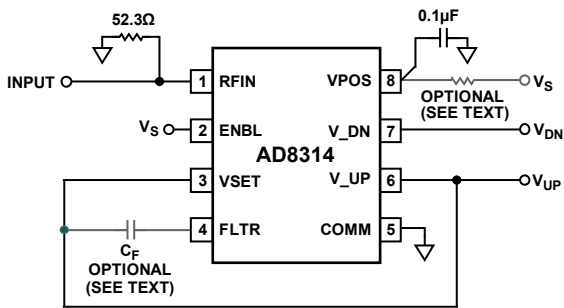 52.3Ω
0.1µF
INPUT
1 RFIN
VPOS 8
VS
OPTIONAL
(SEE TEXT)
VS
2 ENBL
V_DN 7
VDN
AD8314
3 VSET
V_UP 6
VUP
4 FLTR
COMM 5
CF
OPTIONAL
(SEE TEXT)